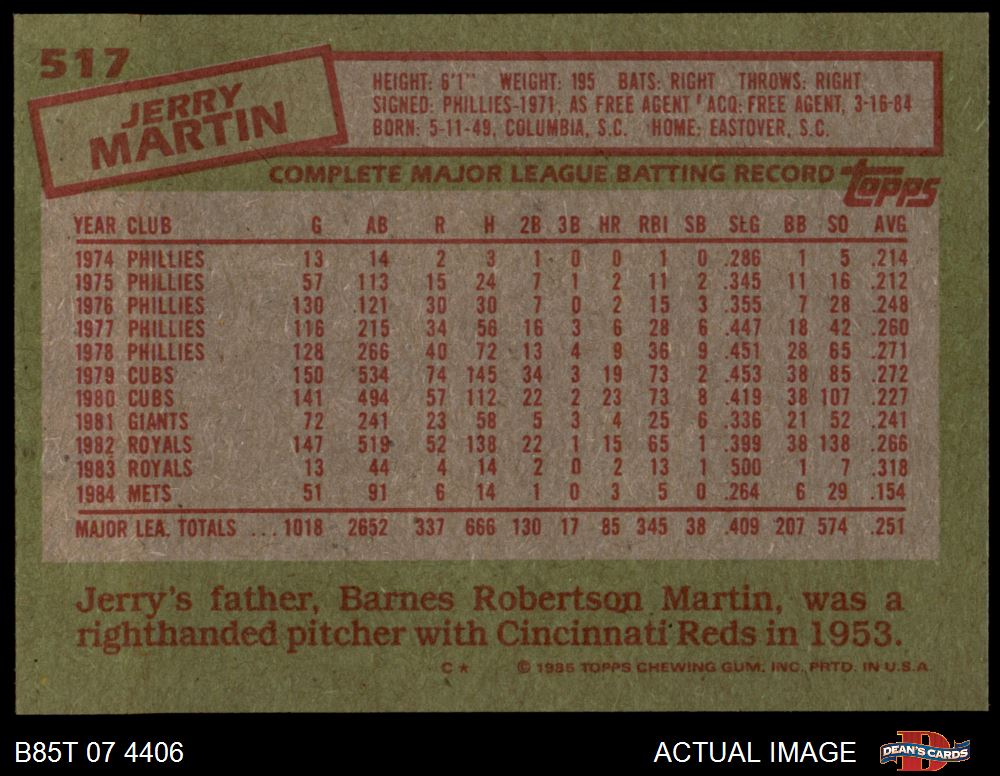 517
JERRY
MARTIN
HEIGHT: 6'1" WEIGHT: 195 BATS: RIGHT THROWS: RIGHT
SIGNED: PHILLIES-1971, AS FREE AGENT ACQ: FREE AGENT, 3-16-84
BORN: 5-11-49, COLUMBIA, S.C. HOME: EASTOVER, S.C.
COMPLETE MAJOR LEAGUE BATTING RECORD topps
YEAR CLUB G AB R H 2B 3B HR RBI SB SLG BB SO AVG.
1974 PHILLIES 13 14 2 3 1 0 0 1 0 .286 1 5 .214
1975 PHILLIES 57 113 15 24 7 1 2 11 2 .345 11 16 .212
1976 PHILLIES 130 121 30 30 7 0 2 15 3 .355 7 28 .248
1977 PHILLIES 116 215 34 56 16 3 6 28 6 .447 18 42 .260
1978 PHILLIES 128 266 40 72 13 4 9 36 9 .451 28 65 .271
1979 CUBS 150 534 74 145 34 3 19 73 2 .453 38 85 .272
1980 CUBS 141 494 57 112 22 2 23 73 8 .419 38 107 .227
1981 GIANTS 72 241 23 58 5 3 4 25 6 .336 21 52 .241
1982 ROYALS 147 519 52 138 22 1 15 65 1 .399 38 138 .266
1983 ROYALS 13 44 4 14 2 0 2 13 1 .500 1 7 .318
1984 METS 51 91 6 14 1 0 3 5 0 .264 6 29 .154
MAJOR LEA. TOTALS ... 1018 2652 337 666 130 17 85 345 38 .409 207 574 .251
Jerry's father, Barnes Robertson Martin, was a
righthanded pitcher with Cincinnati Reds in 1953.
C* © 1985 TOPPS CHEWING GUM, INC. PRTD. IN U.S.A.
B85T 07 4406 ACTUAL IMAGE DEAN'S CARDS